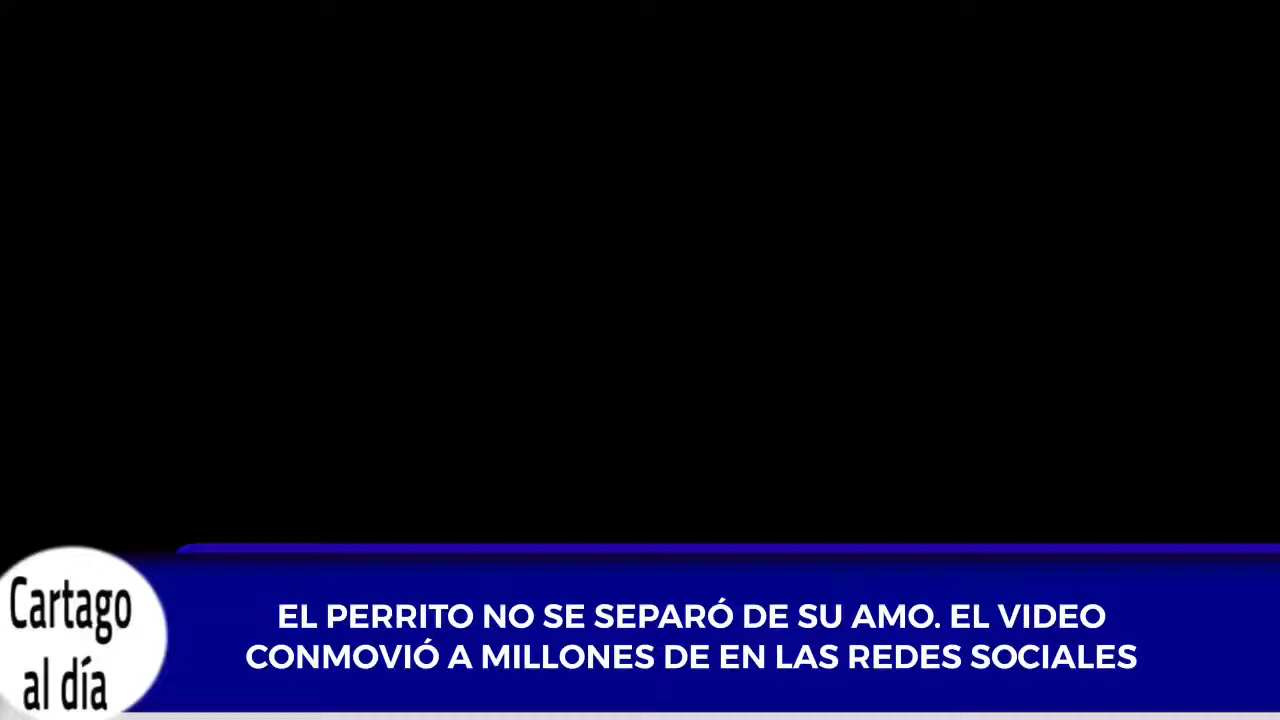 EL PERRITO NO SE SEPARÓ DE SU AMO. EL VIDEO
CONMOVIÓ A MILLONES DE EN LAS REDES SOCIALES
Cartago
al día